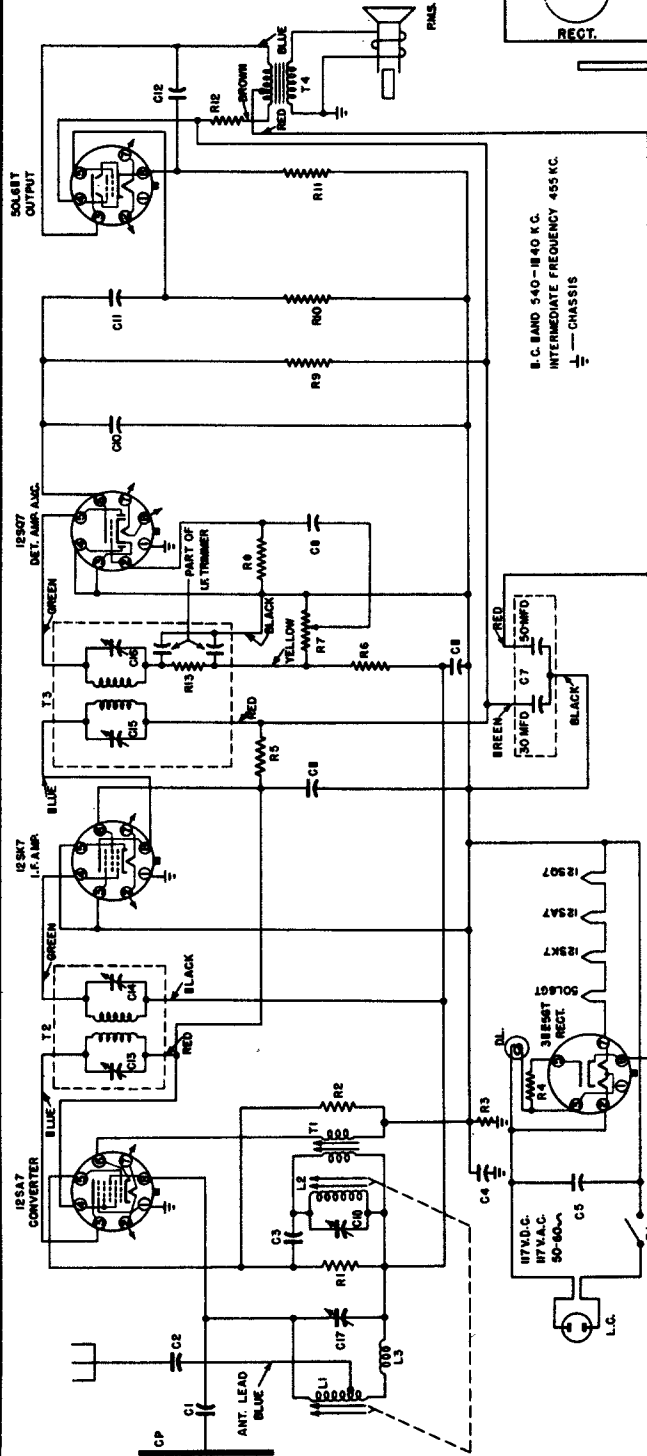 CP
C1
C2
ANT. LEAD
BLUE
L1
L3
C17
R1
C3
L2
C18
T1
R2
12SA7
CONVERTER
BLUE
T2
C13
C14
RED
BLACK
GREEN
12SK7
I.F. AMP.
BLUE
T3
C15
C16
GREEN
R13
PART OF
I.F. TRIMMER
BLACK
YELLOW
RED
R5
C8
R6
R7
R8
C9
12SQ7
DET. AMP. A.V.C.
C10
R9
C11
R10
50L6GT
OUTPUT
R11
C12
R12
BROWN
RED
BLUE
T4
P.M.S.
RECT.
B.C. BAND 540-1640 KC.
INTERMEDIATE FREQUENCY 455 KC.
— CHASSIS
RED
GREEN
30 MFD
50 MFD
C7
BLACK
C4
R3
C5
117 V.D.C.
117 V.A.C.
50-60~
L.C.
D.L.
R4
35Z5GT
RECT.
50L6GT
12SK7
12SA7
12SQ7